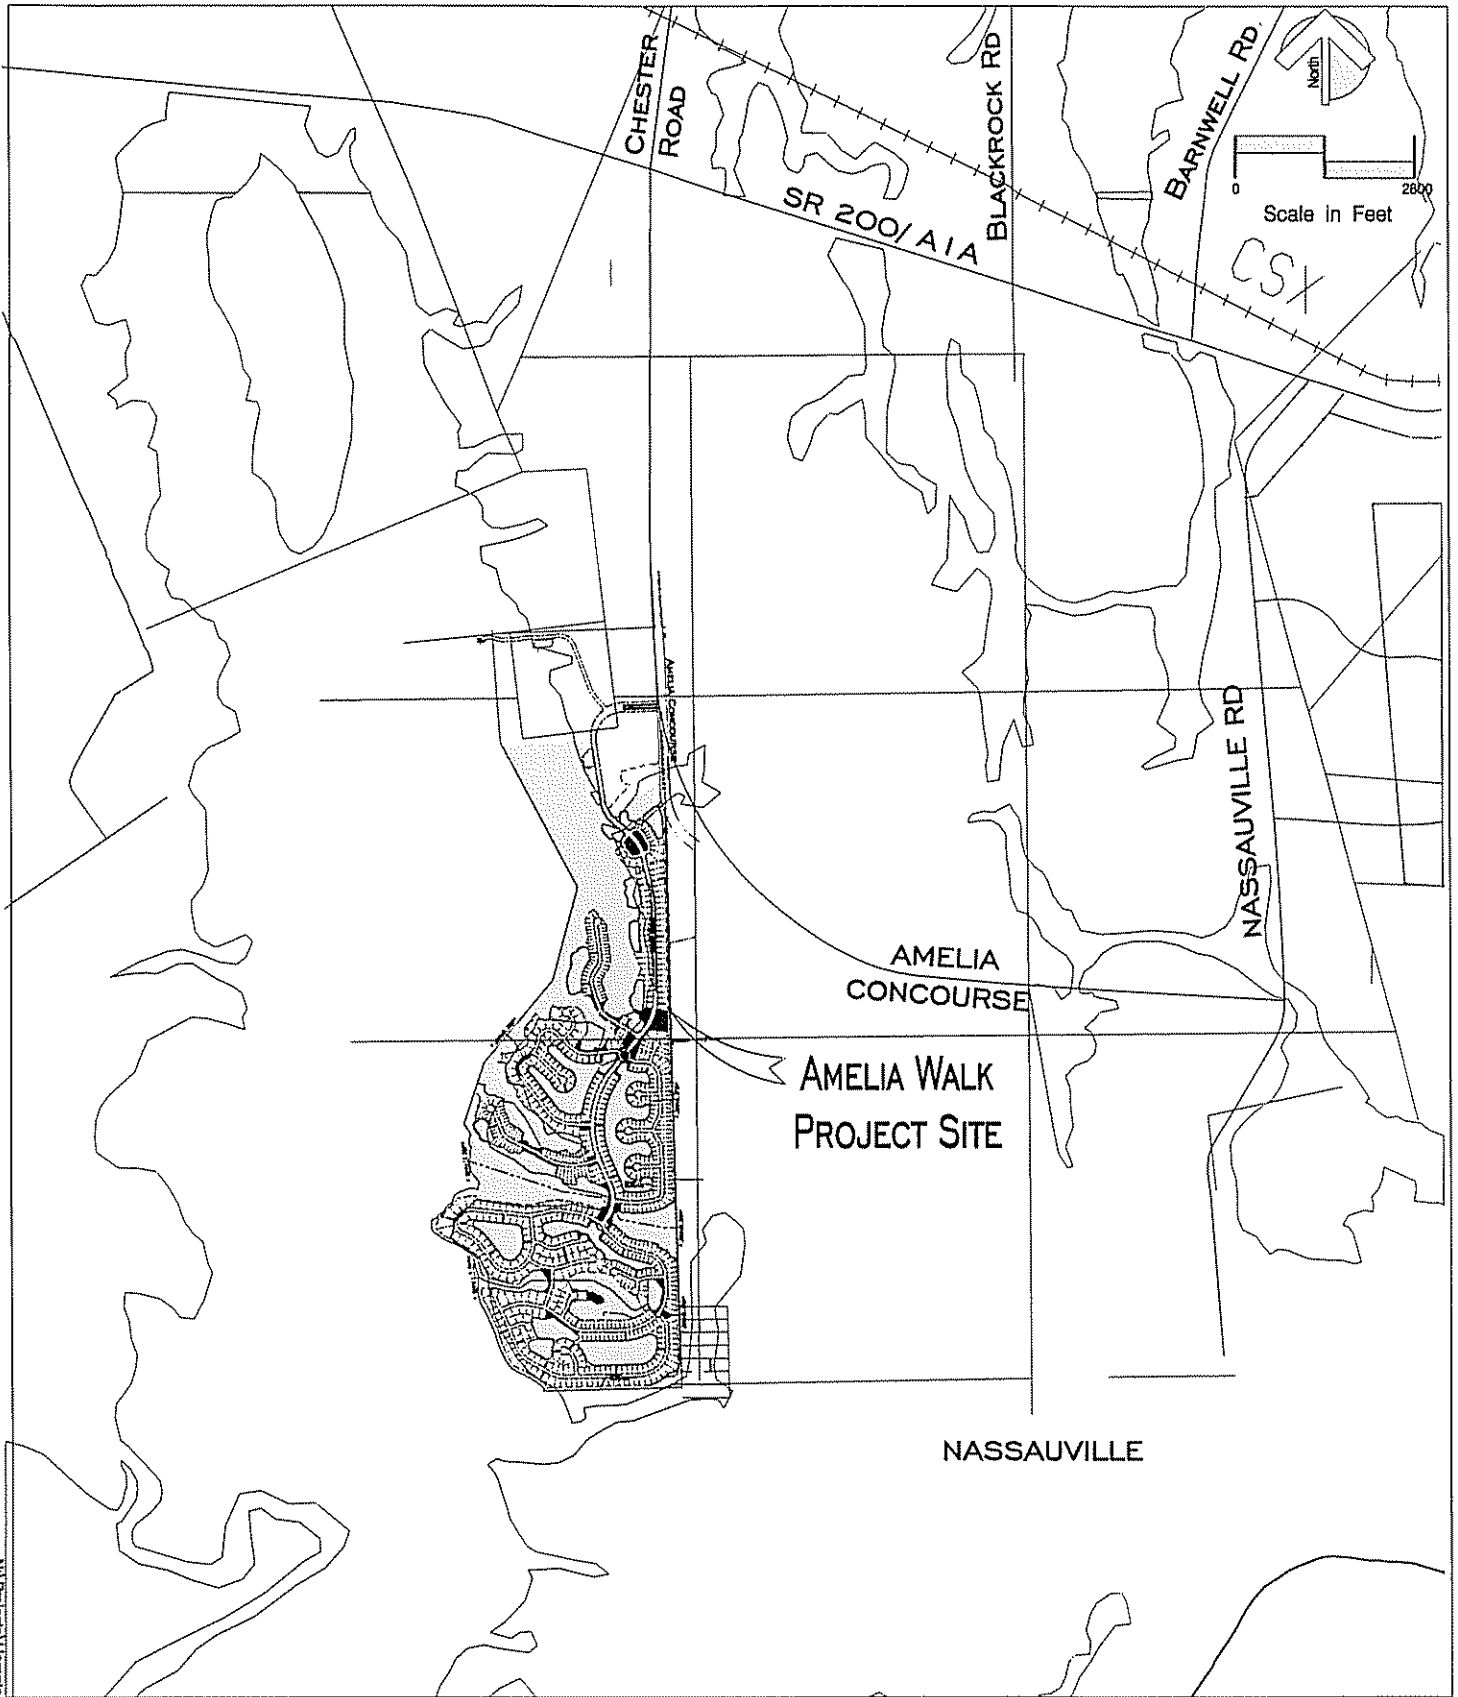 CHESTER
ROAD
BLACKROCK RD
BARNWELL RD.
North
0 2800
Scale in Feet
SR 200/A1A
CSX
AMELIA CONCOURSE
NASSAUVILLE RD
AMELIA
CONCOURSE
AMELIA WALK
PROJECT SITE
NASSAUVILLE